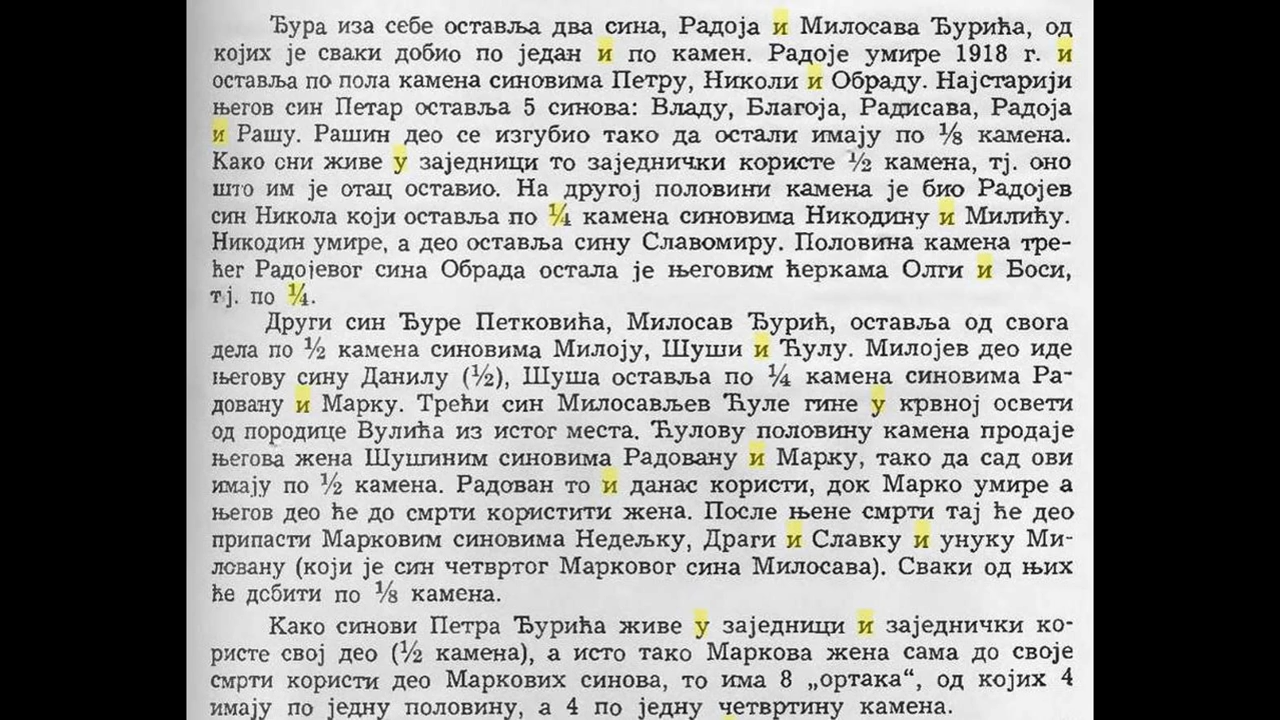 Ђура иза себе оставља два сина, Радоја и Милосава Ђурића, од
којих је сваки добио по један и по камен. Радоје умире 1918 г. и
оставља по пола камена синовима Петру, Николи и Обраду. Најстарији
његов син Петар оставља 5 синова: Владу, Благоја, Радисава, Радоја
и Рашу. Рашин део се изгубио тако да остали имају по ⅛ камена.
Како сни живе у заједници то заједнички користе ½ камена, тј. оно
што им је отац оставио. На другој половини камена је био Радојев
син Никола који оставља по ¼ камена синовима Никодину и Милићу.
Никодин умире, а део оставља сину Славомиру. Половина камена тре-
ћег Радојевог сина Обрада остала је његовим ћеркама Олги и Боси,
тј. по ¼.
Други син Ђуре Петковића, Милосав Ђурић, оставља од свога
дела по ½ камена синовима Милоју, Шуши и Ћулу. Милојев део иде
његову сину Данилу (½), Шуша оставља по ¼ камена синовима Ра-
довану и Марку. Трећи син Милосављев Ћуле гине у крвној освети
од породице Вулића из истог места. Ћулову половину камена продаје
његова жена Шушиним синовима Радовану и Марку, тако да сад ови
имају по ½ камена. Радован то и данас користи, док Марко умире а
његов део ће до смрти користити жена. После њене смрти тај ће део
припасти Марковим синовима Недељку, Драги и Славку и унуку Ми-
ловану (који је син четвртог Марковог сина Милосава). Сваки од њих
ће дсбити по ⅛ камена.
Како синови Петра Ђурића живе у заједници и заједнички ко-
ристе свој део (½ камена), а исто тако Маркова жена сама до своје
смрти користи део Маркових синова, то има 8 „ортака“, од којих 4
имају по једну половину, а 4 по једну четвртину камена.